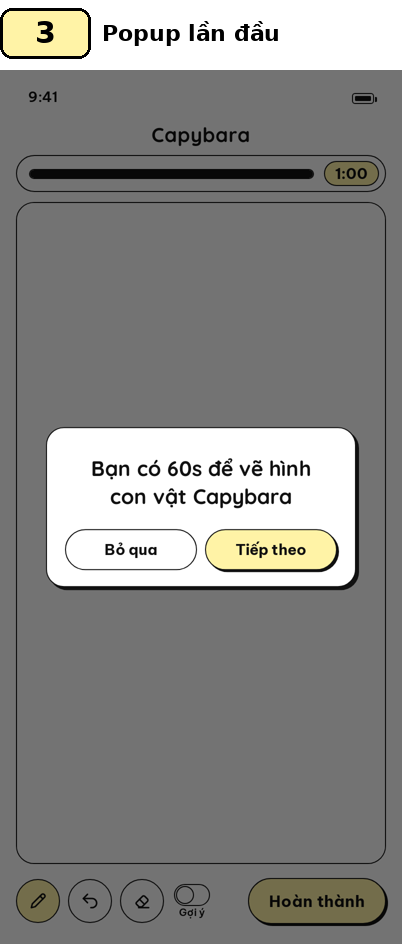 3
Popup lần đầu
9:41
Capybara
1:00
Bạn có 60s để vẽ hình
con vật Capybara
Bỏ qua
Tiếp theo
Gợi ý
Hoàn thành